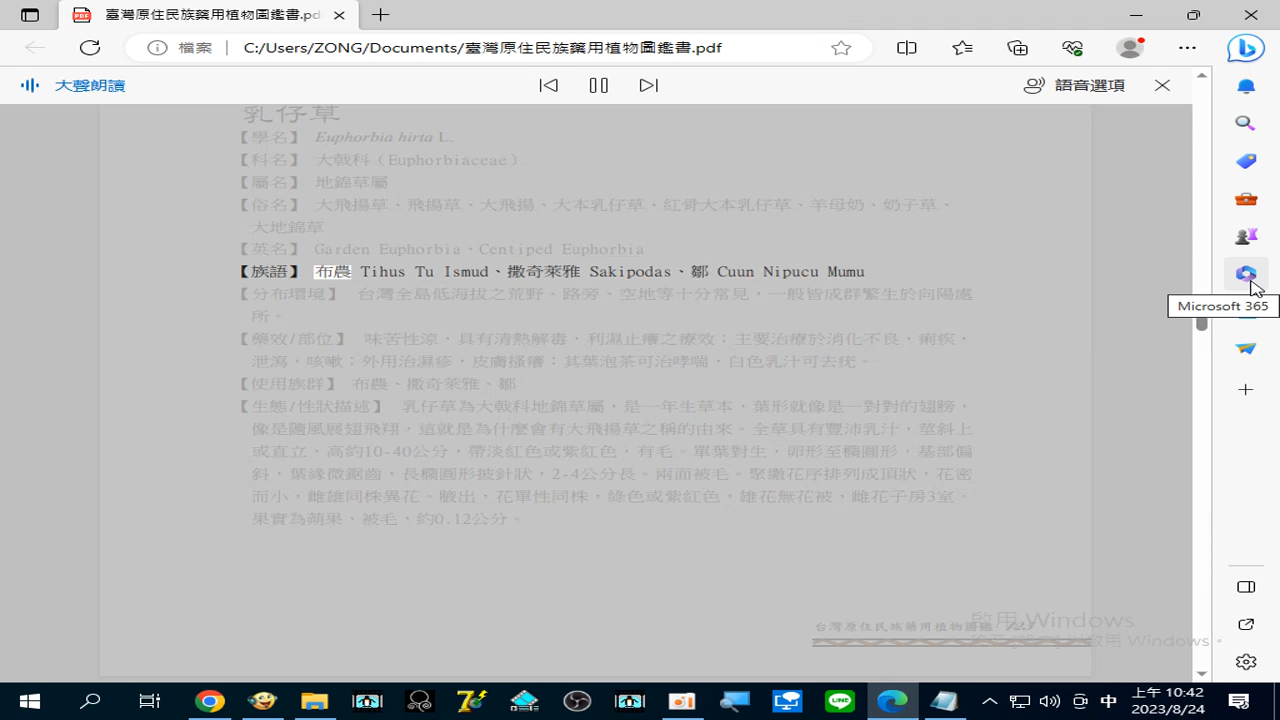 臺灣原住民族藥用植物圖鑑書.pdf
檔案
C:/Users/ZONG/Documents/臺灣原住民族藥用植物圖鑑書.pdf
大聲朗讀
語音選項
乳仔草
【學名】 Euphorbia hirta L.
【科名】 大戟科（Euphorbiaceae）
【屬名】 地錦草屬
【俗名】 大飛揚草、飛揚草、大飛揚、大本乳仔草、紅骨大本乳仔草、羊母奶、奶子草、
大地錦草
【英名】 Garden Euphorbia、Centiped Euphorbia
【族語】 布農 Tihus Tu Ismud、撒奇萊雅 Sakipodas、鄒 Cuun Nipucu Mumu
【分布環境】 台灣全島低海拔之荒野、路旁、空地等十分常見，一般皆成群繁生於向陽處
所。
【藥效/部位】 味苦性涼，具有清熱解毒，利濕止癢之療效；主要治療於消化不良，痢疾，
泄瀉，咳嗽；外用治濕疹，皮膚搔癢，其葉泡茶可治哮喘，白色乳汁可去疣。
【使用族群】 布農、撒奇萊雅、鄒
【生態/性狀描述】 乳仔草為大戟科地錦草屬，是一年生草本，葉形就像是一對對的翅膀，
像是隨風展翅飛翔，這就是為什麼會有大飛揚草之稱的由來。全草具有豐沛乳汁，莖斜上
或直立，高約10-40公分，帶淡紅色或紫紅色，有毛。單葉對生，卵形至橢圓形，基部偏
斜，葉緣微鋸齒，長橢圓形披針狀，2-4公分長。兩面被毛。聚繖花序排列成頂狀，花密
而小，雌雄同株異花。腋出，花單性同株，綠色或紫紅色，雄花無花被，雌花子房3室。
果實為蒴果，被毛，約0.12公分。
台灣原住民族藥用植物圖鑑
啟用 Windows
Microsoft 365
中
上午 10:42
2023/8/24